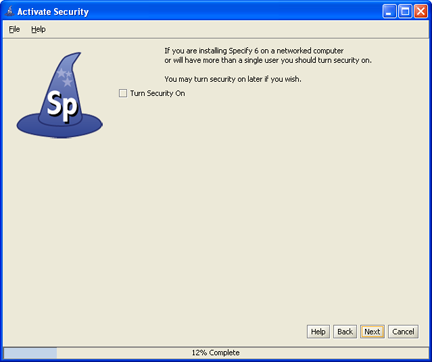 Activate Security
File Help
If you are installing Specify 6 on a networked computer
or will have more than a single user you should turn security on.
You may turn security on later if you wish.
Turn Security On
Sp
Help Back Next Cancel
12% Complete